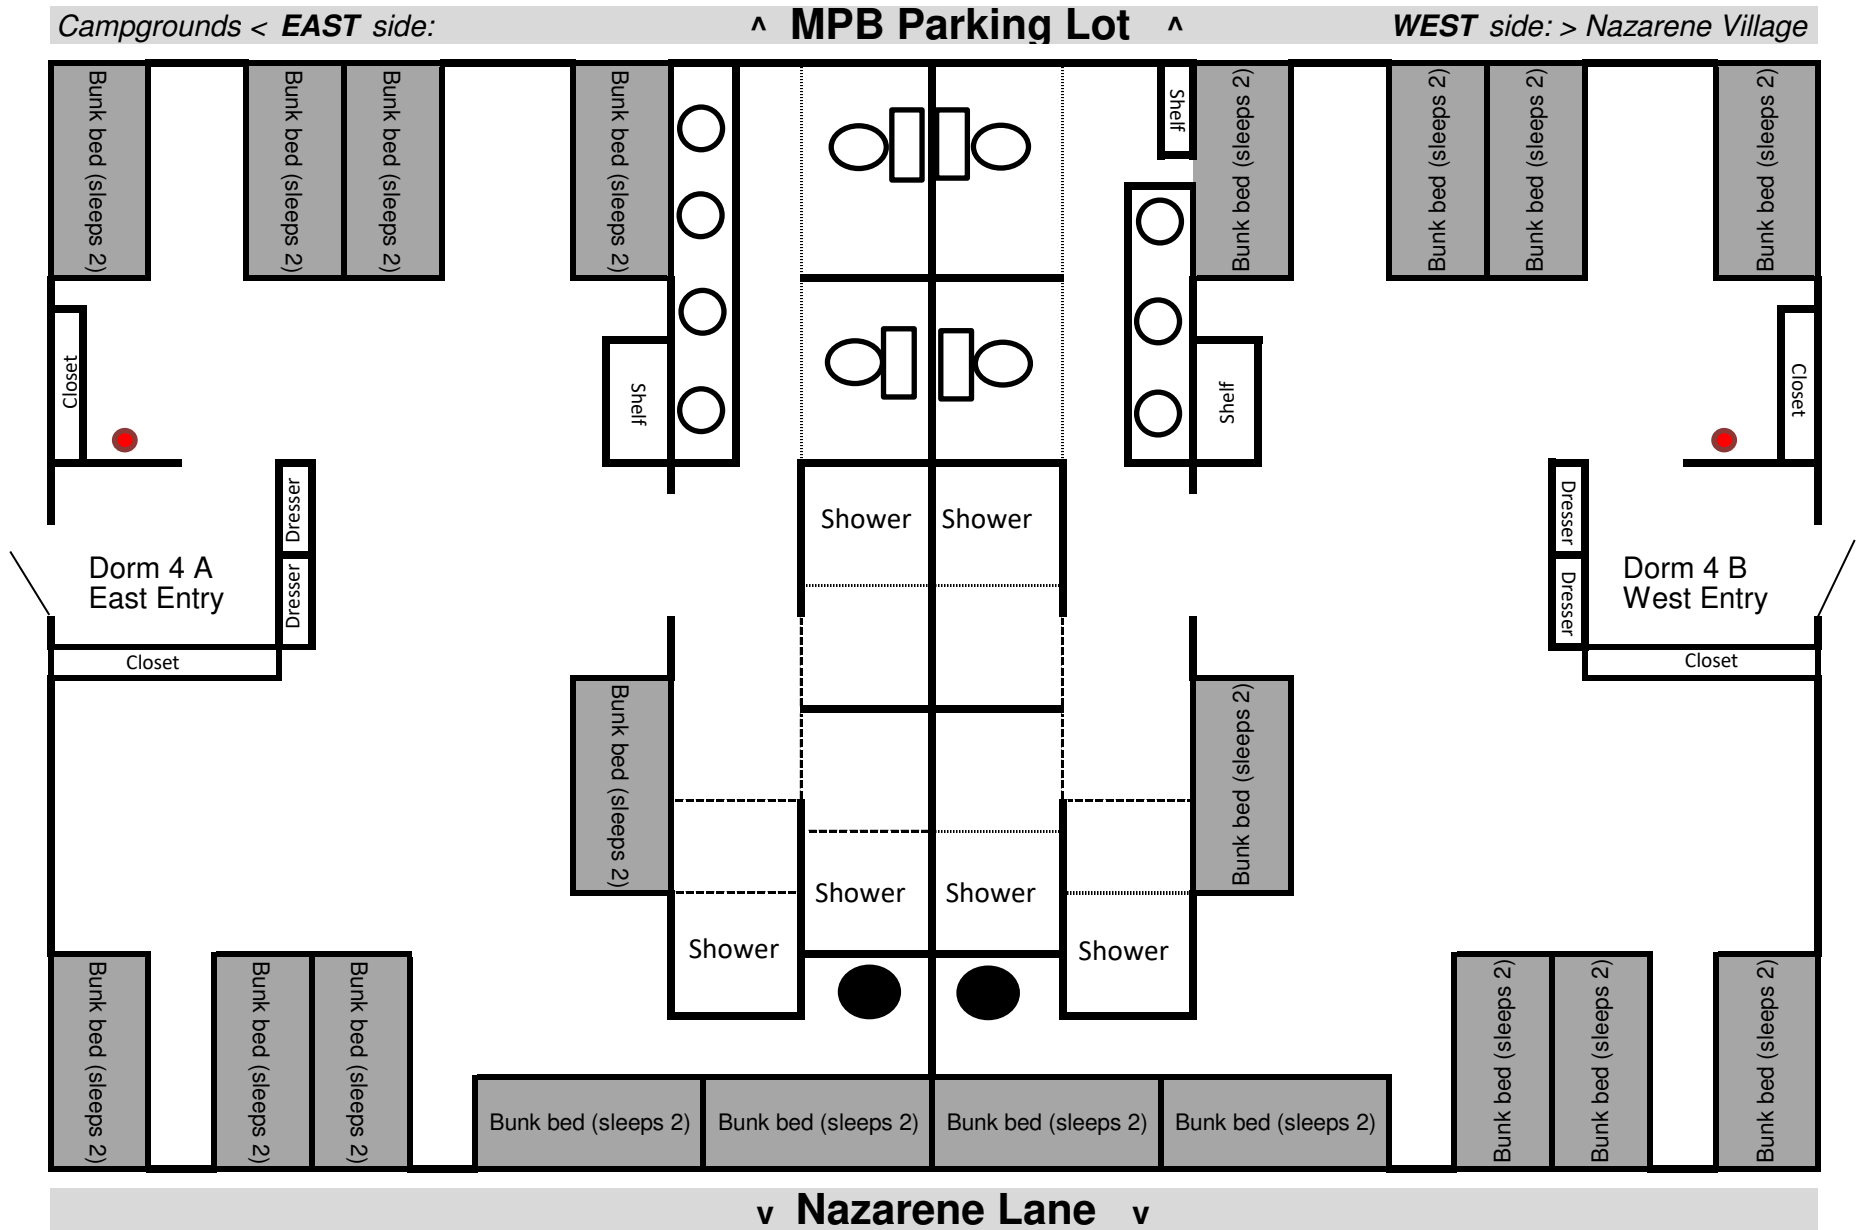 Campgrounds < EAST side:
^ MPB Parking Lot ^
WEST side: > Nazarene Village
Bunk bed (sleeps 2)
Bunk bed (sleeps 2)
Bunk bed (sleeps 2)
Bunk bed (sleeps 2)
Shelf
Bunk bed (sleeps 2)
Bunk bed (sleeps 2)
Bunk bed (sleeps 2)
Bunk bed (sleeps 2)
Closet
Shelf
Shelf
Closet
Dresser
Shower
Shower
Dresser
Dorm 4 A
East Entry
Dresser
Dresser
Dorm 4 B
West Entry
Closet
Closet
Bunk bed (sleeps 2)
Bunk bed (sleeps 2)
Shower
Shower
Shower
Shower
Bunk bed (sleeps 2)
Bunk bed (sleeps 2)
Bunk bed (sleeps 2)
Bunk bed (sleeps 2)
Bunk bed (sleeps 2)
Bunk bed (sleeps 2)
Bunk bed (sleeps 2)
Bunk bed (sleeps 2)
Bunk bed (sleeps 2)
Bunk bed (sleeps 2)
v Nazarene Lane v